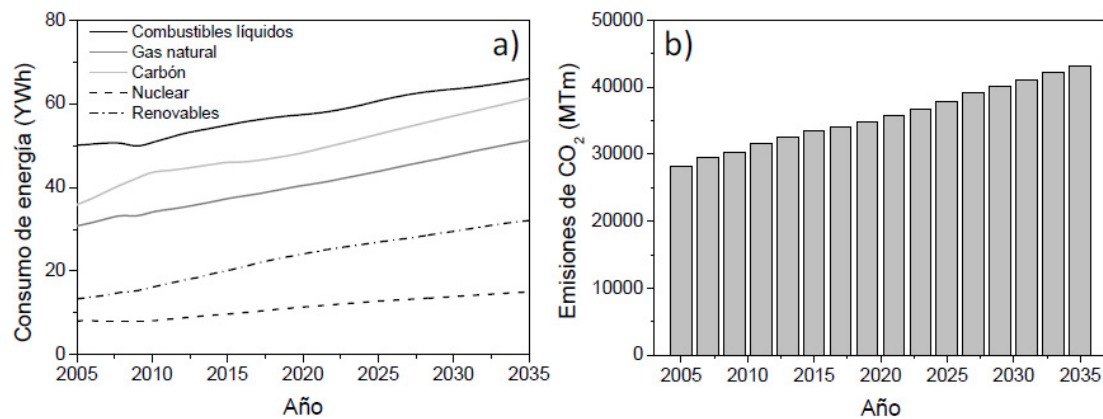 a)
Combustibles líquidos
Gas natural
Carbón
Nuclear
Renovables
Consumo de energía (YWh)
80
60
40
20
0
2005 2010 2015 2020 2025 2030 2035
Año
b)
Emisiones de CO₂ (MTm)
50000
40000
30000
20000
10000
0
2005 2010 2015 2020 2025 2030 2035
Año